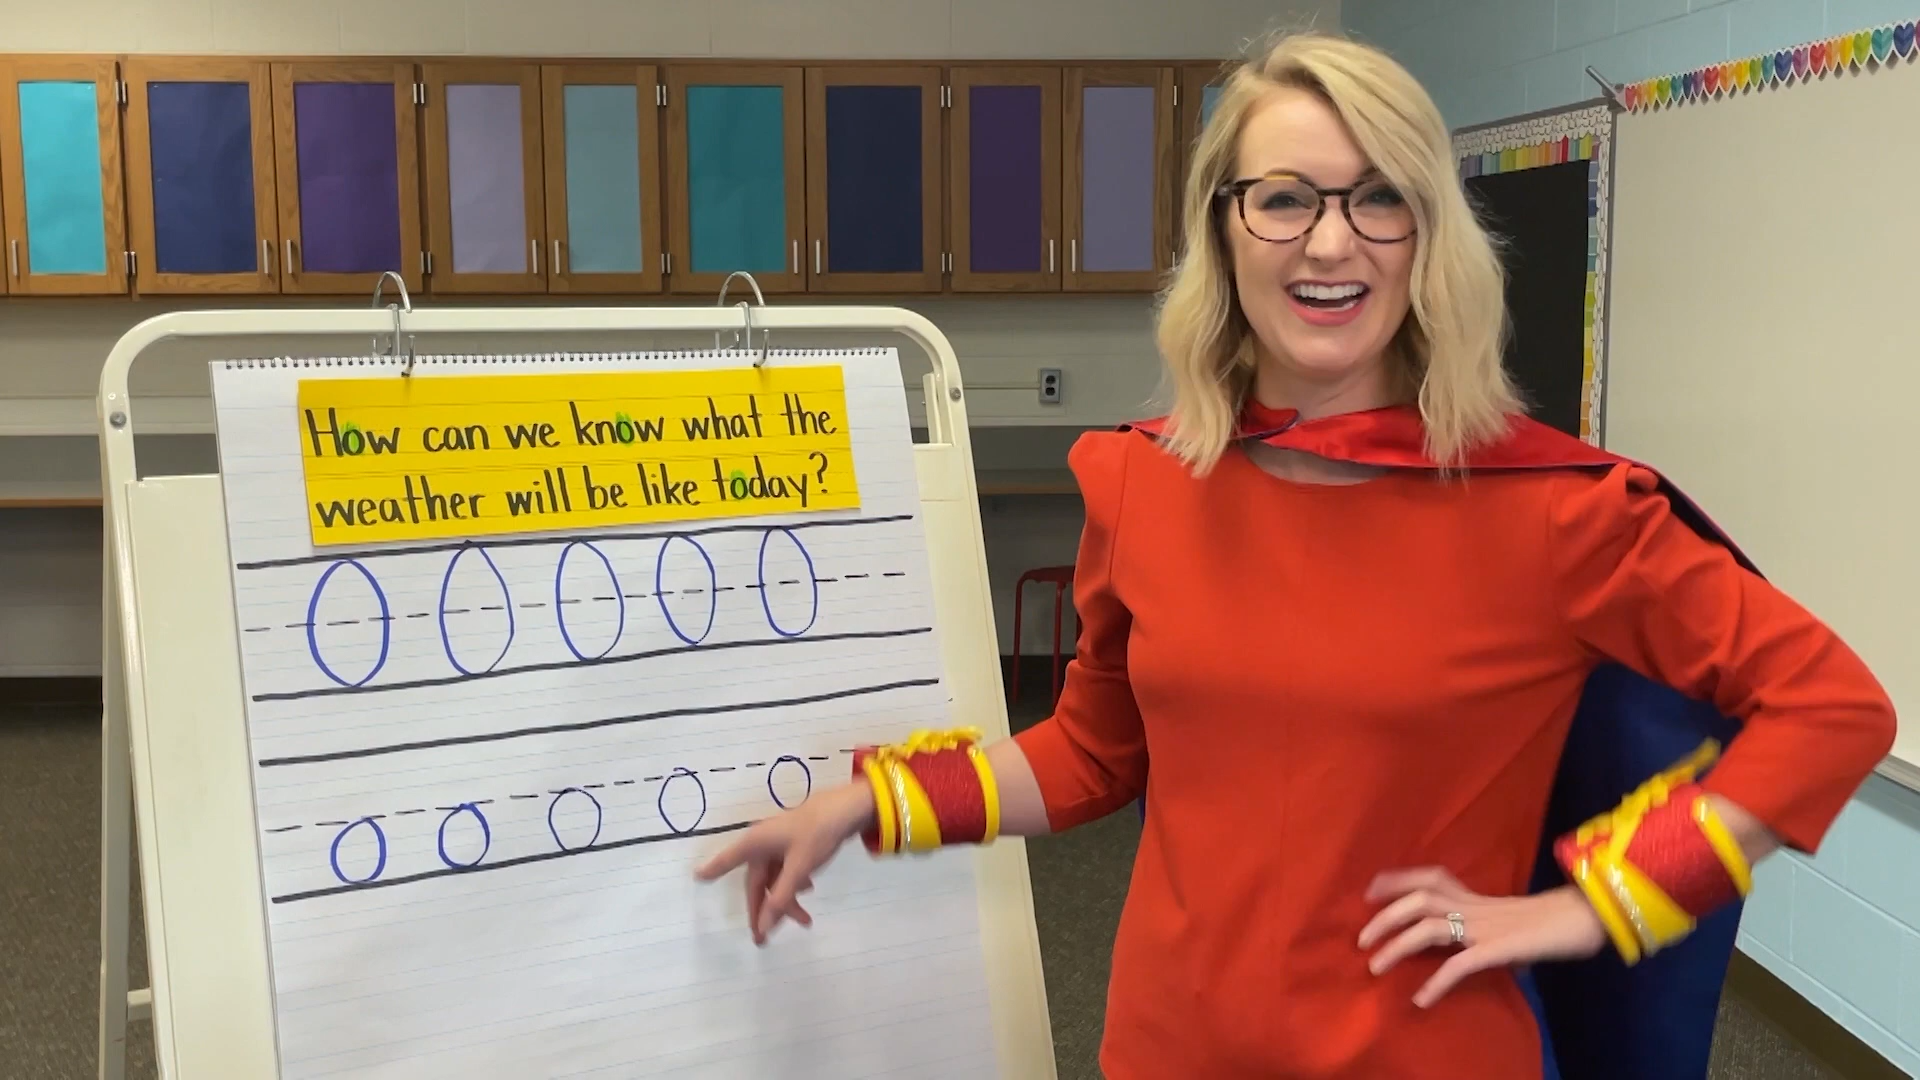 How can we know what the
weather will be like today?
O O O O O
o o o o o